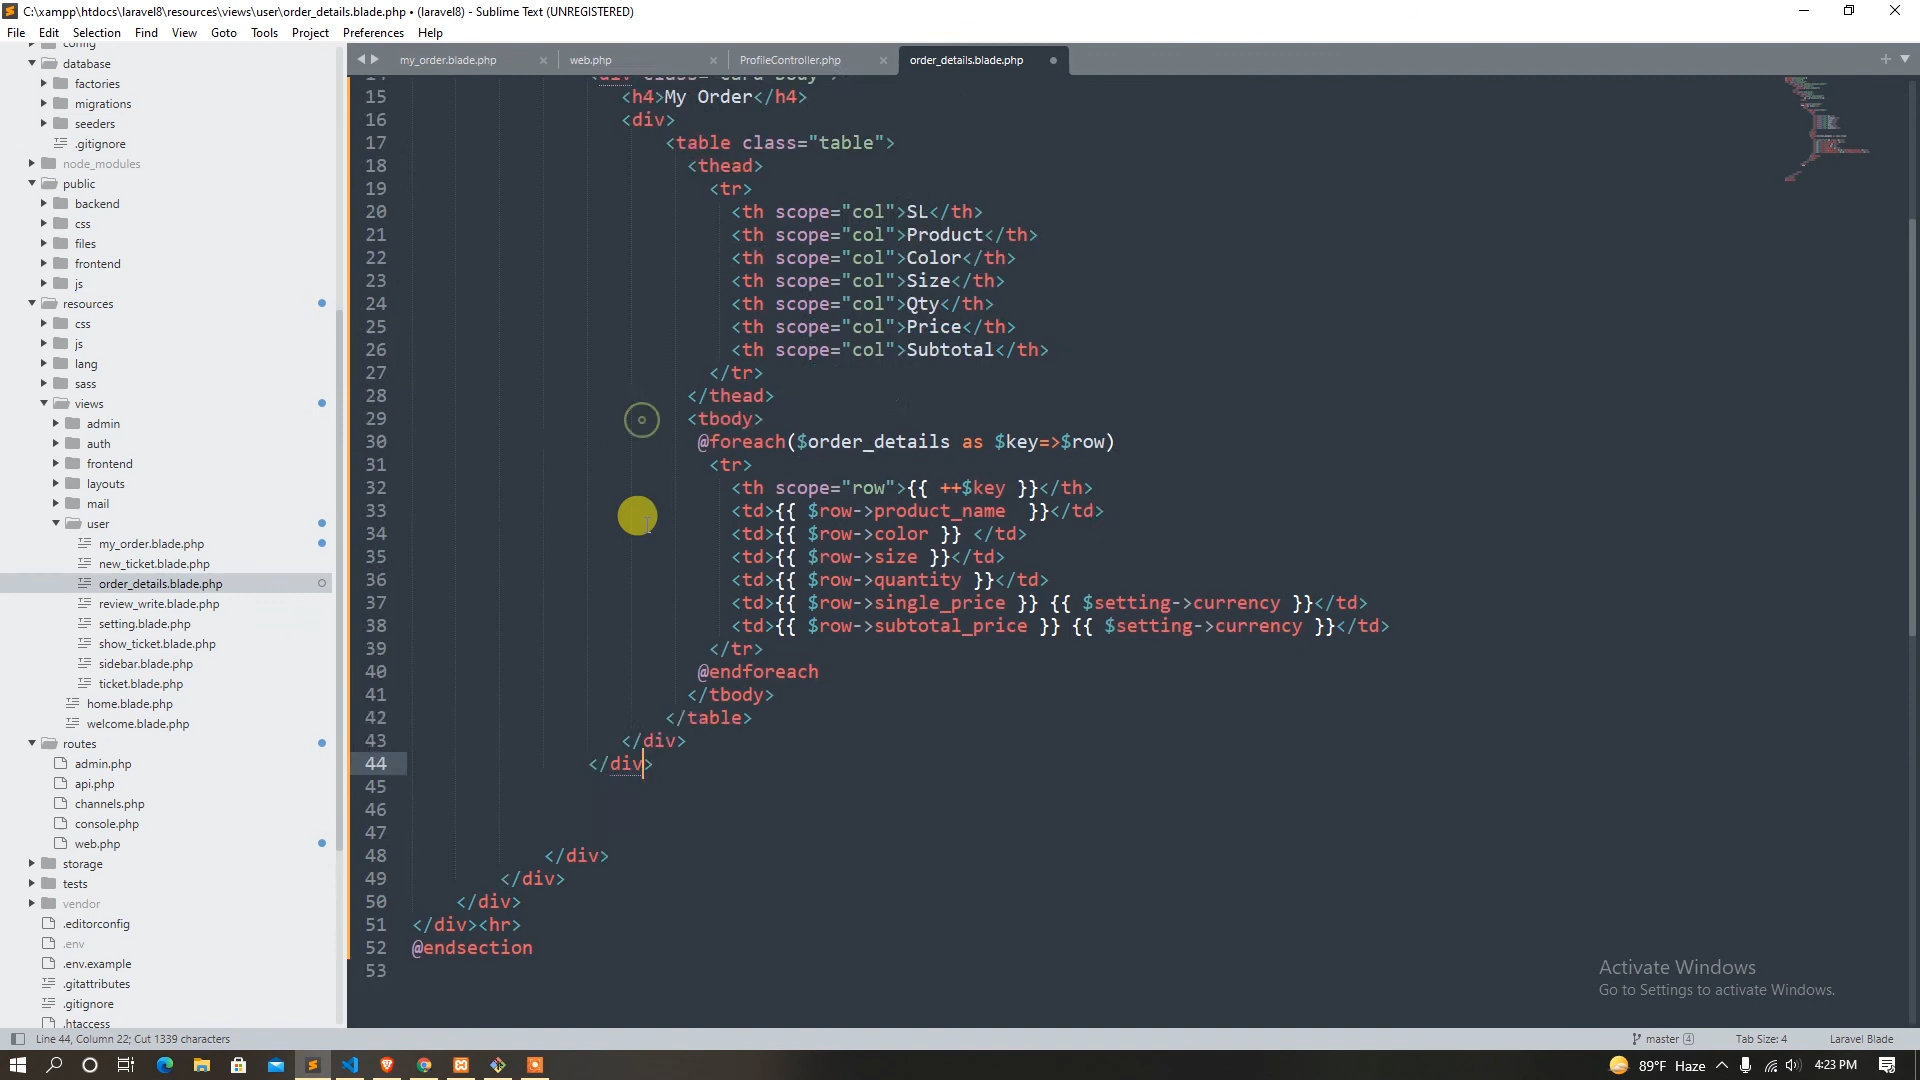 C:\xampp\htdocs\laravel8\resources\views\user\order_details.blade.php • (laravel8) - Sublime Text (UNREGISTERED)
File Edit Selection Find View Goto Tools Project Preferences Help
my_order.blade.php × web.php × ProfileController.php × order_details.blade.php
config
database
factories
migrations
seeders
.gitignore
node_modules
public
backend
css
files
frontend
js
resources
css
js
lang
sass
views
admin
auth
frontend
layouts
mail
user
my_order.blade.php
new_ticket.blade.php
order_details.blade.php
review_write.blade.php
setting.blade.php
show_ticket.blade.php
sidebar.blade.php
ticket.blade.php
home.blade.php
welcome.blade.php
routes
admin.php
api.php
channels.php
console.php
web.php
storage
tests
vendor
.editorconfig
.env
.env.example
.gitattributes
.gitignore
.htaccess
14 <div class="card-body">
15 <h4>My Order</h4>
16 <div>
17 <table class="table">
18 <thead>
19 <tr>
20 <th scope="col">SL</th>
21 <th scope="col">Product</th>
22 <th scope="col">Color</th>
23 <th scope="col">Size</th>
24 <th scope="col">Qty</th>
25 <th scope="col">Price</th>
26 <th scope="col">Subtotal</th>
27 </tr>
28 </thead>
29 <tbody>
30 @foreach($order_details as $key=>$row)
31 <tr>
32 <th scope="row">{{ ++$key }}</th>
33 <td>{{ $row->product_name  }}</td>
34 <td>{{ $row->color }} </td>
35 <td>{{ $row->size }}</td>
36 <td>{{ $row->quantity }}</td>
37 <td>{{ $row->single_price }} {{ $setting->currency }}</td>
38 <td>{{ $row->subtotal_price }} {{ $setting->currency }}</td>
39 </tr>
40 @endforeach
41 </tbody>
42 </table>
43 </div>
44 </div>
45
46
47
48 </div>
49 </div>
50 </div>
51 </div><hr>
52 @endsection
53
Activate Windows
Go to Settings to activate Windows.
Line 44, Column 22; Cut 1339 characters master 4 Tab Size: 4 Laravel Blade
89°F Haze 4:23 PM